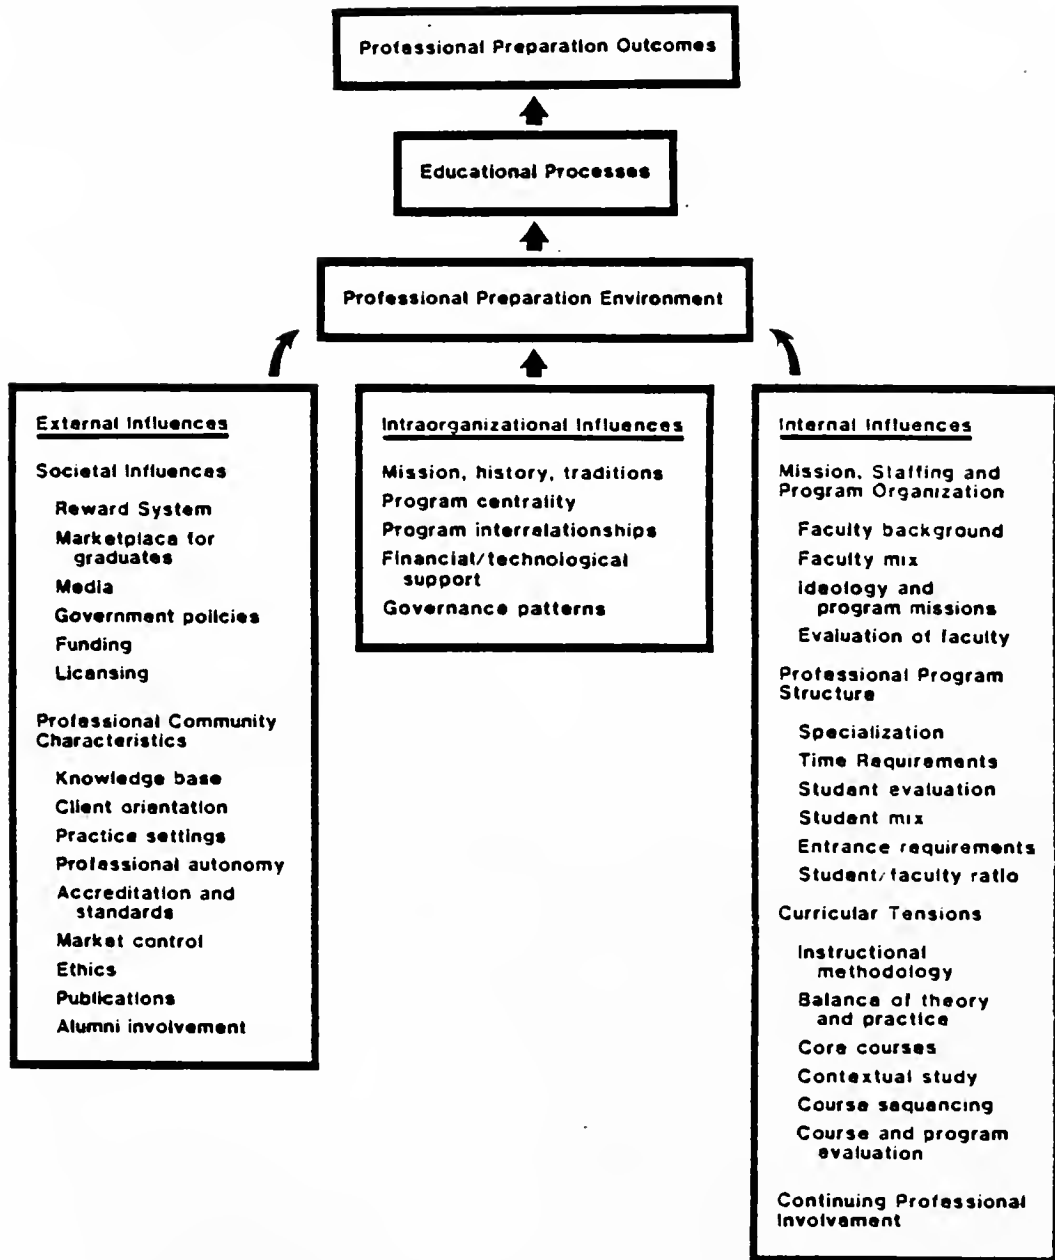 Professional Preparation Outcomes
Educational Processes
Professional Preparation Environment
External Influences
Societal Influences
Reward System
Marketplace for
graduates
Media
Government policies
Funding
Licensing
Professional Community
Characteristics
Knowledge base
Client orientation
Practice settings
Professional autonomy
Accreditation and
standards
Market control
Ethics
Publications
Alumni involvement
Intraorganizational Influences
Mission, history, traditions
Program centrality
Program interrelationships
Financial/technological
support
Governance patterns
Internal Influences
Mission, Staffing and
Program Organization
Faculty background
Faculty mix
Ideology and
program missions
Evaluation of faculty
Professional Program
Structure
Specialization
Time Requirements
Student evaluation
Student mix
Entrance requirements
Student/faculty ratio
Curricular Tensions
Instructional
methodology
Balance of theory
and practice
Core courses
Contextual study
Course sequencing
Course and program
evaluation
Continuing Professional
Involvement